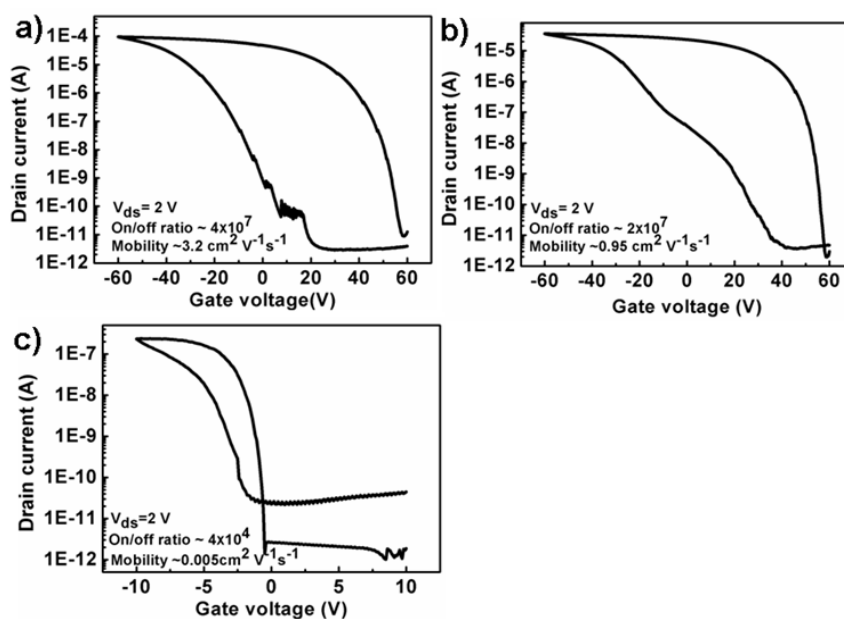 a)
1E-4
1E-5
1E-6
1E-7
1E-8
1E-9
1E-10
1E-11
1E-12
Drain current (A)
V_ds= 2 V
On/off ratio ~ 4x10^7
Mobility ~3.2 cm^2 V^-1s^-1
-60 -40 -20 0 20 40 60
Gate voltage(V)
b)
1E-5
1E-6
1E-7
1E-8
1E-9
1E-10
1E-11
1E-12
Drain current (A)
V_ds= 2 V
On/off ratio ~ 2x10^7
Mobility ~0.95 cm^2 V^-1s^-1
-60 -40 -20 0 20 40 60
Gate voltage (V)
c)
1E-7
1E-8
1E-9
1E-10
1E-11
1E-12
Drain current (A)
V_ds=2 V
On/off ratio ~ 4x10^4
Mobility ~0.005cm^2 V^-1s^-1
-10 -5 0 5 10
Gate voltage (V)